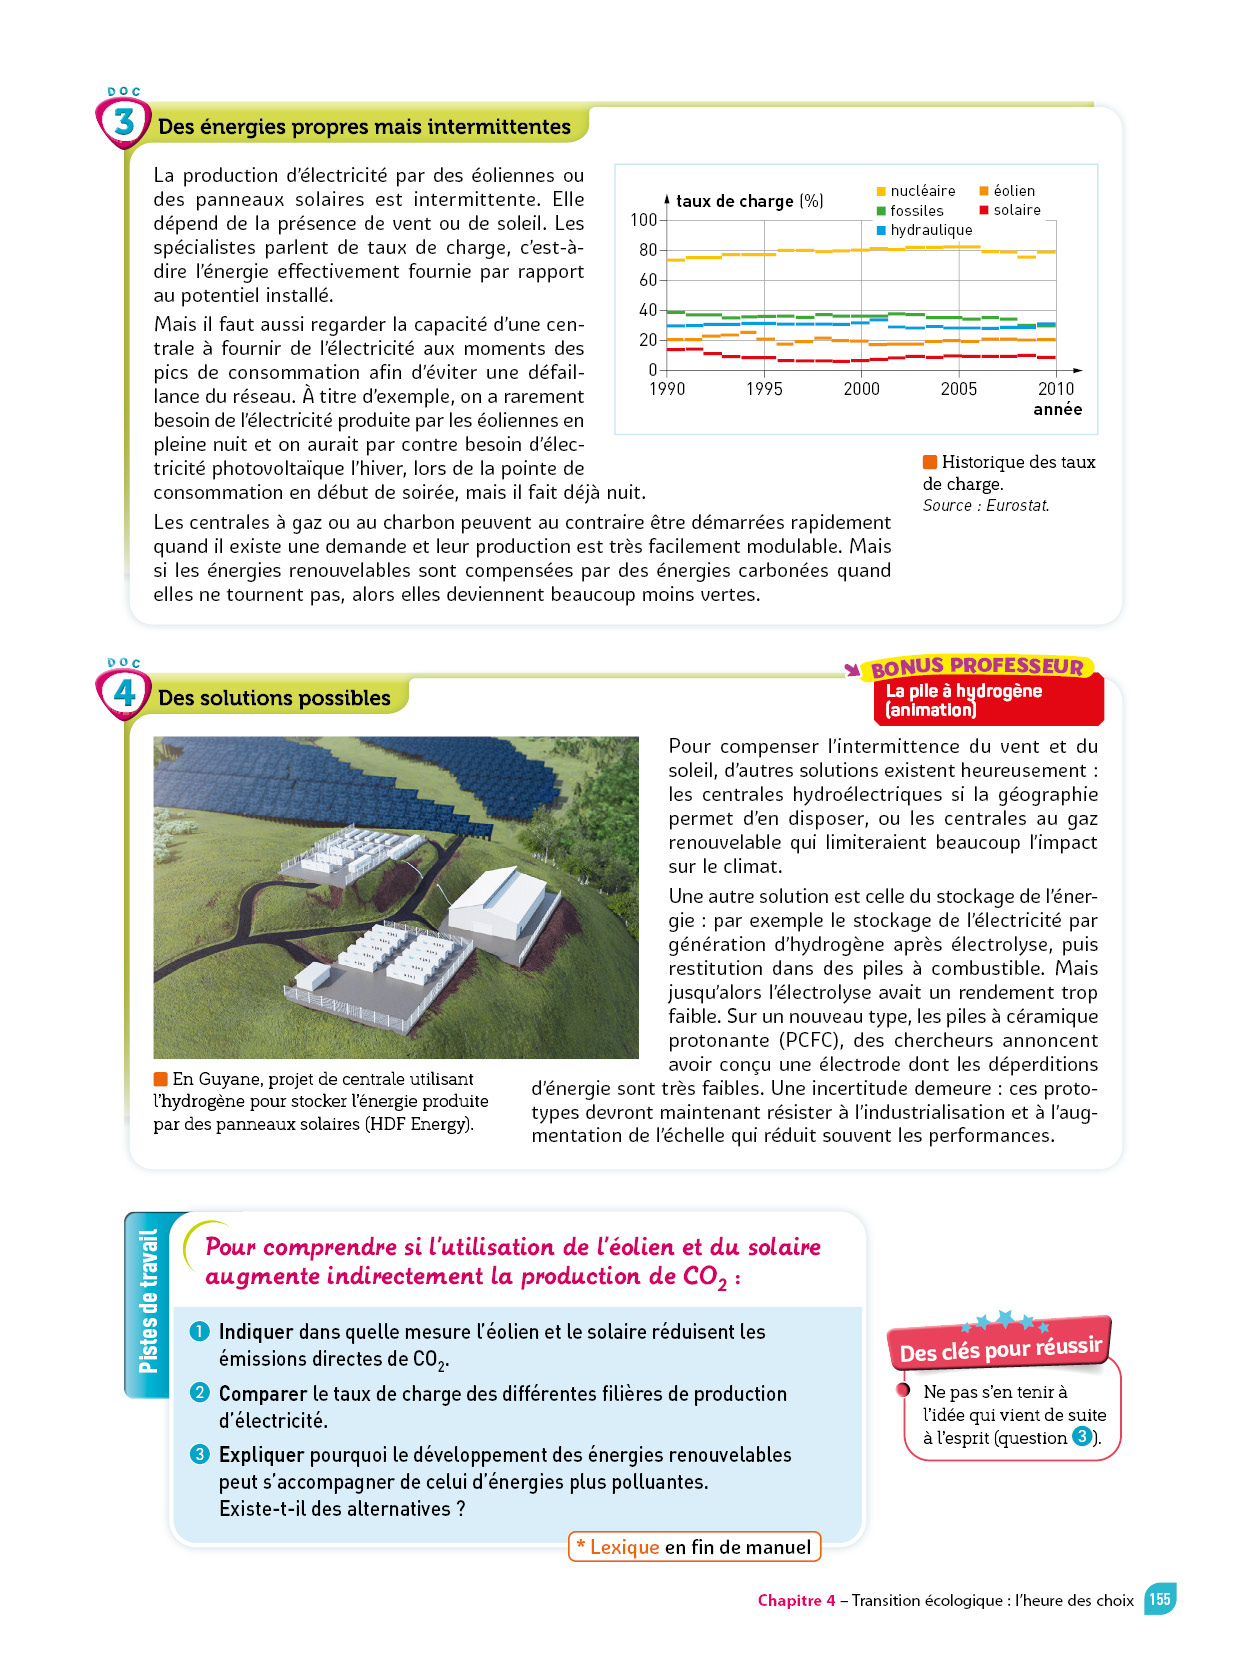 DOC
3
Des énergies propres mais intermittentes
La production d'électricité par des éoliennes ou
des panneaux solaires est intermittente. Elle
dépend de la présence de vent ou de soleil. Les
spécialistes parlent de taux de charge, c'est-à-
dire l'énergie effectivement fournie par rapport
au potentiel installé.
Mais il faut aussi regarder la capacité d'une cen-
trale à fournir de l'électricité aux moments des
pics de consommation afin d'éviter une défail-
lance du réseau. À titre d'exemple, on a rarement
besoin de l'électricité produite par les éoliennes en
pleine nuit et on aurait par contre besoin d'élec-
tricité photovoltaïque l'hiver, lors de la pointe de
consommation en début de soirée, mais il fait déjà nuit.
Les centrales à gaz ou au charbon peuvent au contraire être démarrées rapidement
quand il existe une demande et leur production est très facilement modulable. Mais
si les énergies renouvelables sont compensées par des énergies carbonées quand
elles ne tournent pas, alors elles deviennent beaucoup moins vertes.
taux de charge (%)
nucléaire
fossiles
hydraulique
éolien
solaire
100
80
60
40
20
0
1990 1995 2000 2005 2010
année
Historique des taux
de charge.
Source : Eurostat.
DOC
4
Des solutions possibles
BONUS PROFESSEUR
La pile à hydrogène
(animation)
Pour compenser l'intermittence du vent et du
soleil, d'autres solutions existent heureusement :
les centrales hydroélectriques si la géographie
permet d'en disposer, ou les centrales au gaz
renouvelable qui limiteraient beaucoup l'impact
sur le climat.
Une autre solution est celle du stockage de l'éner-
gie : par exemple le stockage de l'électricité par
génération d'hydrogène après électrolyse, puis
restitution dans des piles à combustible. Mais
jusqu'alors l'électrolyse avait un rendement trop
faible. Sur un nouveau type, les piles à céramique
protonante (PCFC), des chercheurs annoncent
avoir conçu une électrode dont les déperditions
d'énergie sont très faibles. Une incertitude demeure : ces proto-
types devront maintenant résister à l'industrialisation et à l'aug-
mentation de l'échelle qui réduit souvent les performances.
En Guyane, projet de centrale utilisant
l'hydrogène pour stocker l'énergie produite
par des panneaux solaires (HDF Energy).
Pistes de travail
Pour comprendre si l'utilisation de l'éolien et du solaire
augmente indirectement la production de CO2 :
1 Indiquer dans quelle mesure l'éolien et le solaire réduisent les
émissions directes de CO2.
2 Comparer le taux de charge des différentes filières de production
d'électricité.
3 Expliquer pourquoi le développement des énergies renouvelables
peut s'accompagner de celui d'énergies plus polluantes.
Existe-t-il des alternatives ?
* Lexique en fin de manuel
Des clés pour réussir
Ne pas s'en tenir à
l'idée qui vient de suite
à l'esprit (question 3).
Chapitre 4 – Transition écologique : l'heure des choix 155